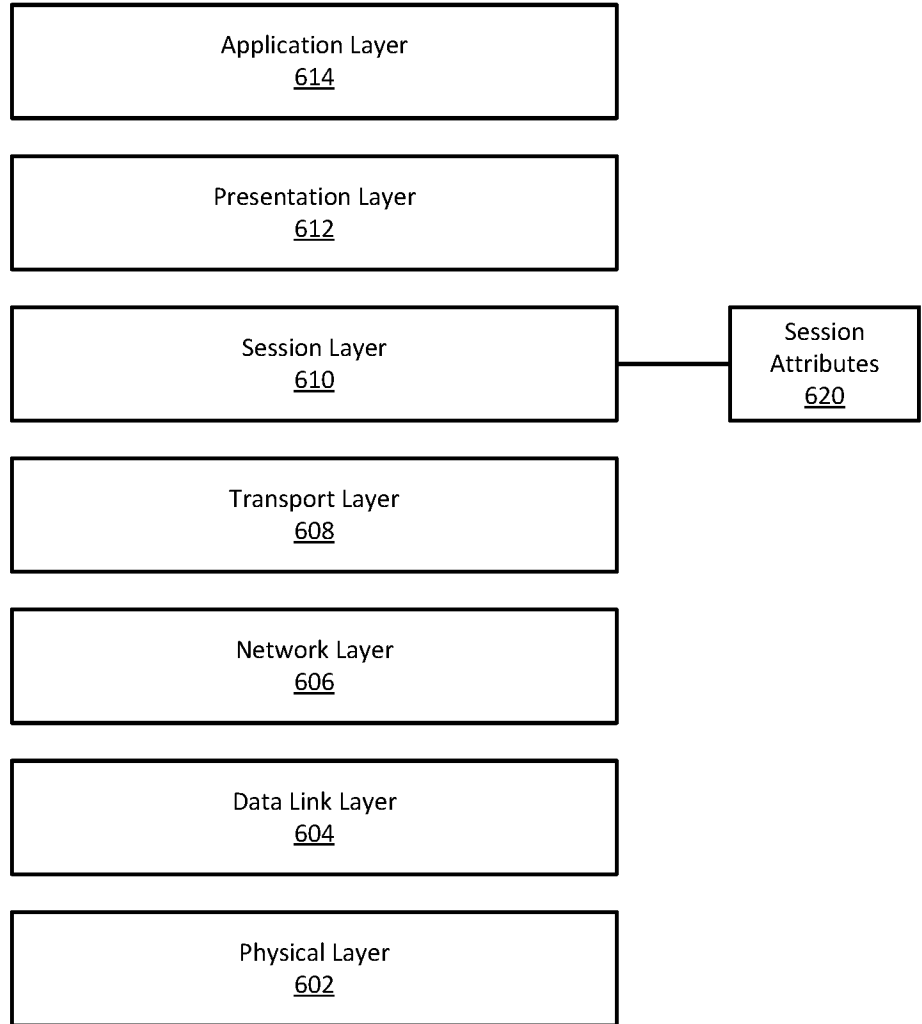 Application Layer
614
Presentation Layer
612
Session Layer
610
Session
Attributes
620
Transport Layer
608
Network Layer
606
Data Link Layer
604
Physical Layer
602